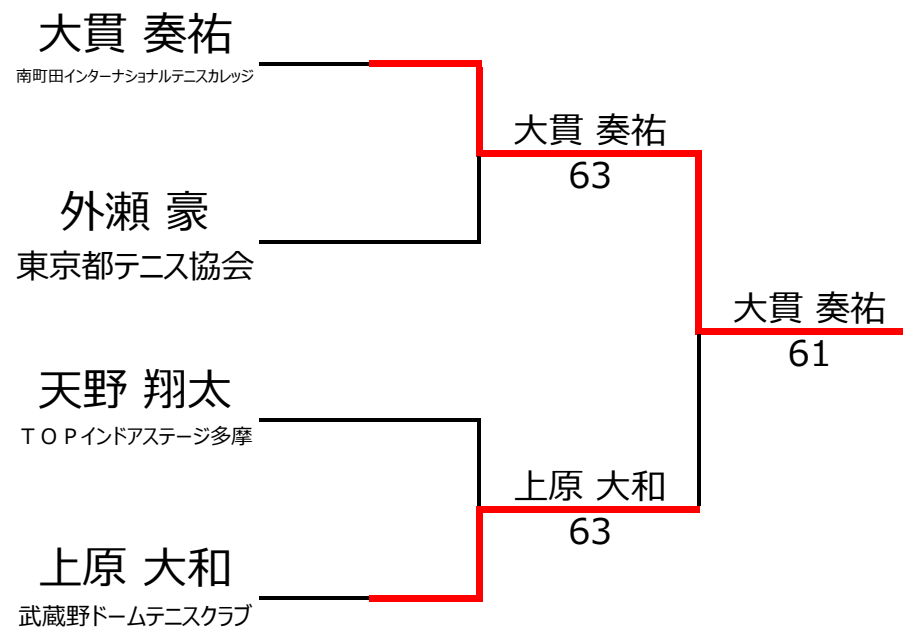 大貫 奏祐
南町田インターナショナルテニスカレッジ
大貫 奏祐
63
外瀬 豪
東京都テニス協会
大貫 奏祐
61
天野 翔太
ＴＯＰインドアステージ多摩
上原 大和
63
上原 大和
武蔵野ドームテニスクラブ